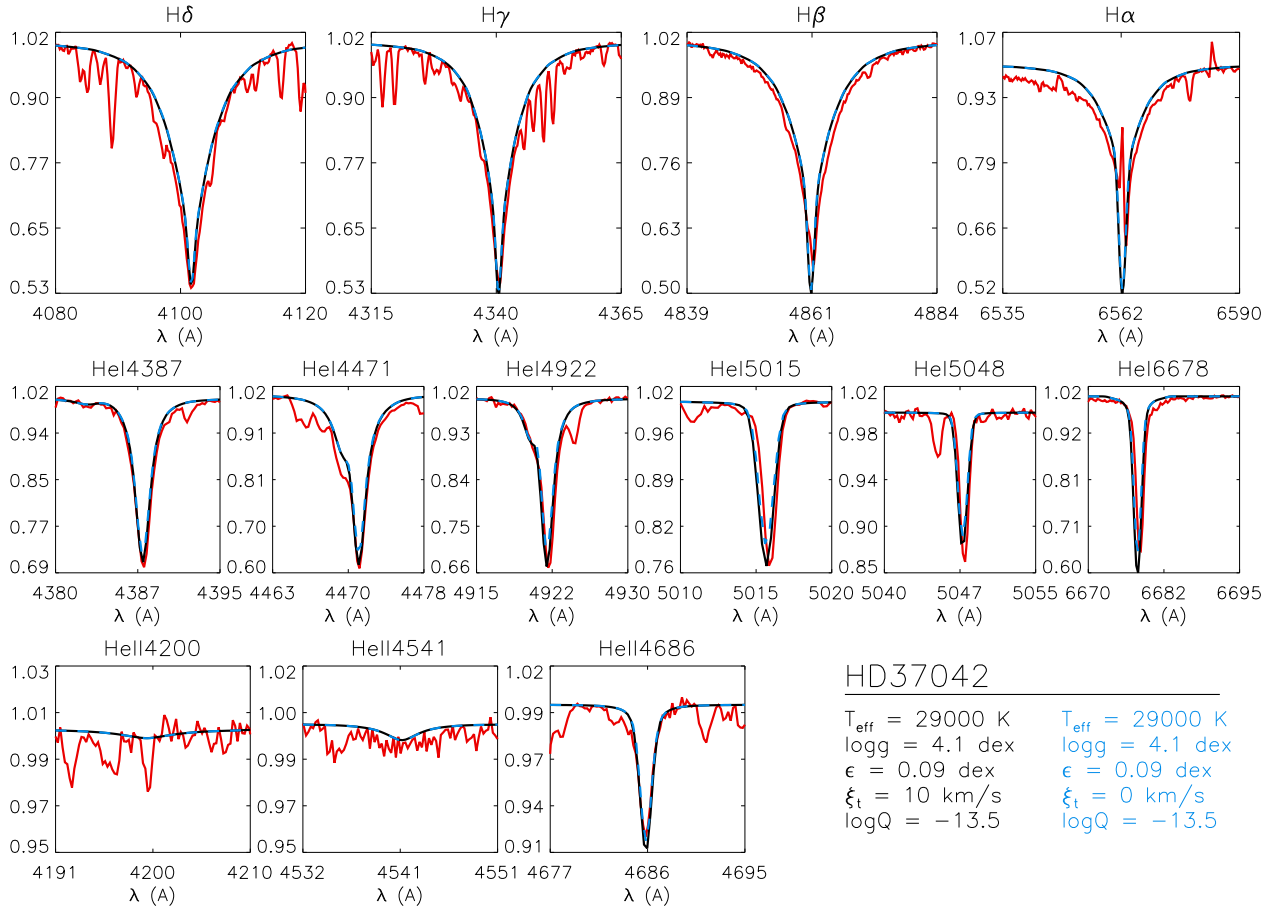 Hδ Hγ Hβ Hα
1.02 0.90 0.77 0.65 0.53
4080 4100 4120
λ (A)
1.02 0.90 0.77 0.65 0.53
4315 4340 4365
λ (A)
1.02 0.89 0.76 0.63 0.50
4839 4861 4884
λ (A)
1.07 0.93 0.79 0.66 0.52
6535 6562 6590
λ (A)
HeI4387 HeI4471 HeI4922 HeI5015 HeI5048 HeI6678
1.02 0.94 0.85 0.77 0.69
4380 4387 4395
λ (A)
1.02 0.91 0.81 0.70 0.60
4463 4470 4478
λ (A)
1.02 0.93 0.84 0.75 0.66
4915 4922 4930
λ (A)
1.02 0.96 0.89 0.82 0.76
5010 5015 5020
λ (A)
1.02 0.98 0.94 0.90 0.85
5040 5047 5055
λ (A)
1.02 0.92 0.81 0.71 0.60
6670 6682 6695
λ (A)
HeII4200 HeII4541 HeII4686
1.03 1.01 0.99 0.97 0.95
4191 4200 4210
λ (A)
1.02 1.00 0.99 0.97 0.95
4532 4541 4551
λ (A)
1.02 0.99 0.97 0.94 0.91
4677 4686 4695
λ (A)
HD37042
T_eff = 29000 K
logg = 4.1 dex
ϵ = 0.09 dex
ξ_t = 10 km/s
logQ = −13.5
T_eff = 29000 K
logg = 4.1 dex
ϵ = 0.09 dex
ξ_t = 0 km/s
logQ = −13.5